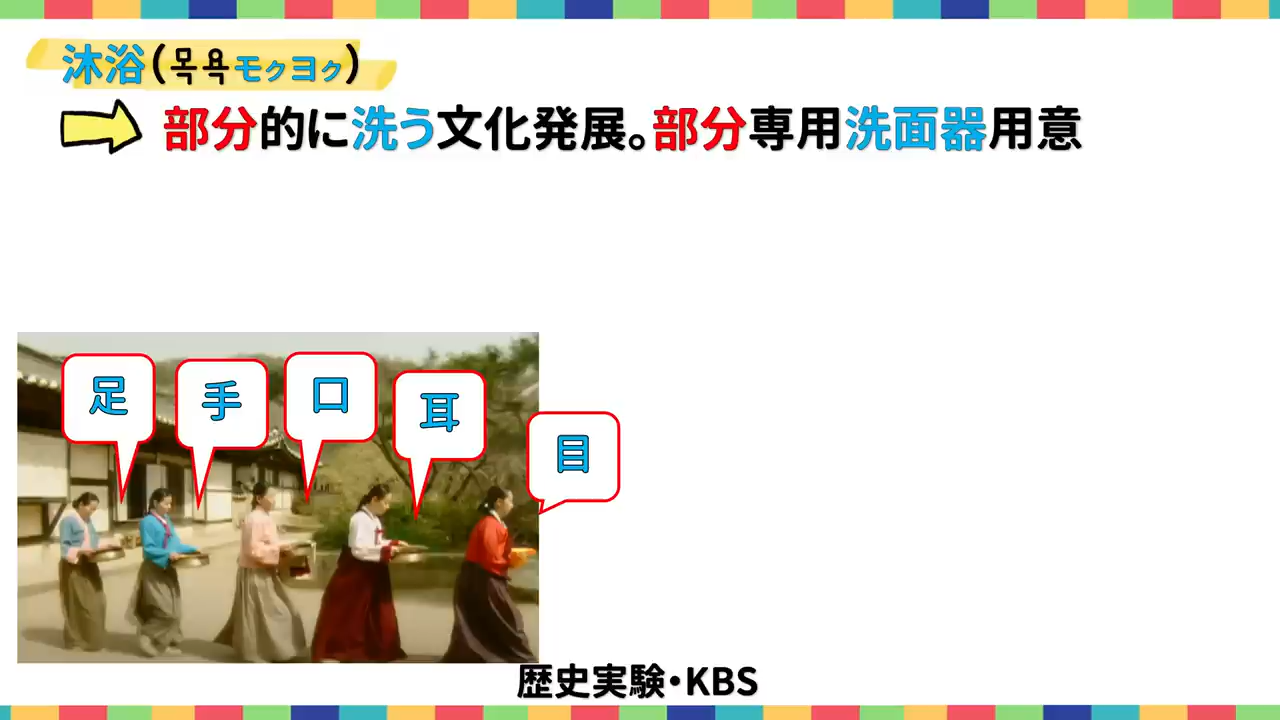 沐浴(목욕モクヨク)
部分的に洗う文化発展。部分専用洗面器用意
足
手
口
耳
目
歴史実験・KBS